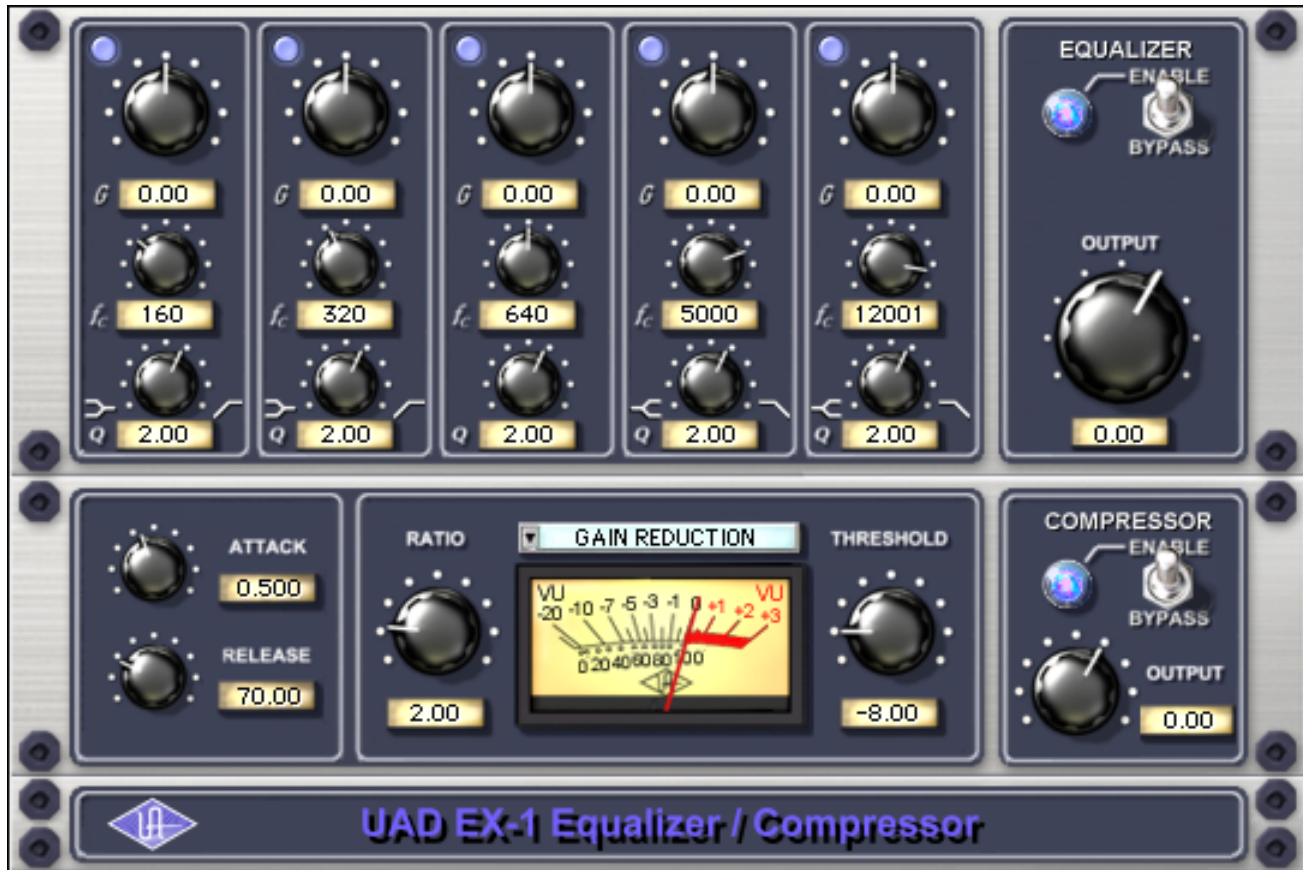 EQUALIZER
ENABLE
BYPASS
G 0.00 G 0.00 G 0.00 G 0.00 G 0.00
OUTPUT
fc 160 fc 320 fc 640 fc 5000 fc 12001
Q 2.00 Q 2.00 Q 2.00 Q 2.00 Q 2.00
0.00
ATTACK
0.500
RELEASE
70.00
RATIO
2.00
GAIN REDUCTION
VU VU
-20 -10 -7 -5 -3 -1 0 +1 +2 +3
0 20 40 60 80 100
UA
THRESHOLD
-8.00
COMPRESSOR
ENABLE
BYPASS
OUTPUT
0.00
UA
UAD EX-1 Equalizer / Compressor